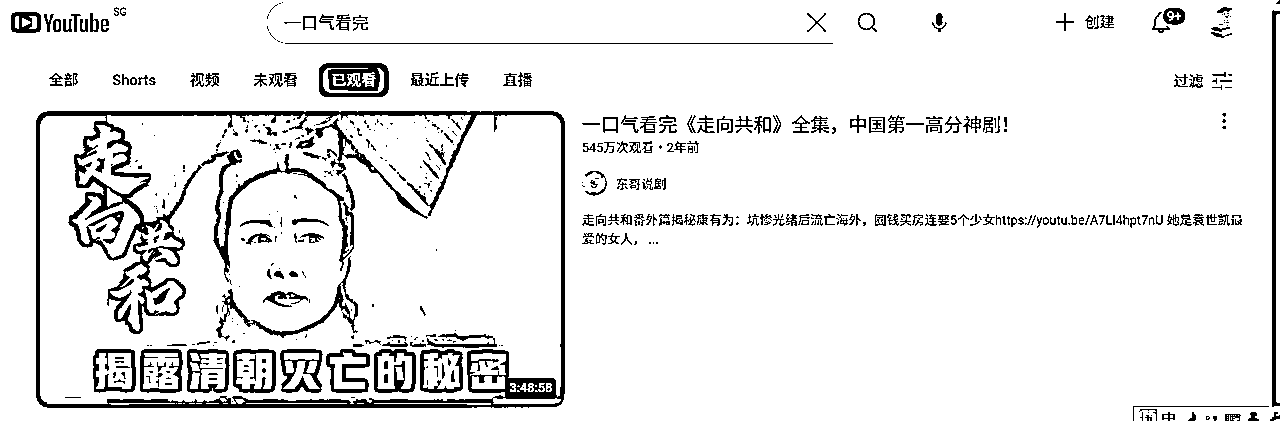 YouTube SG
一口气看完
创建
9+
全部 Shorts 视频 未观看 已观看 最近上传 直播
过滤
走向共和
揭露清朝灭亡的秘密
3:48:58
一口气看完《走向共和》全集，中国第一高分神剧！
545万次观看・2年前
东哥说剧
走向共和番外篇揭秘康有为：坑惨光绪后流亡海外，圆钱买房连娶5个少女https://youtu.be/A7LI4hpt7nU 她是袁世凯最
爱的女人， ...
中